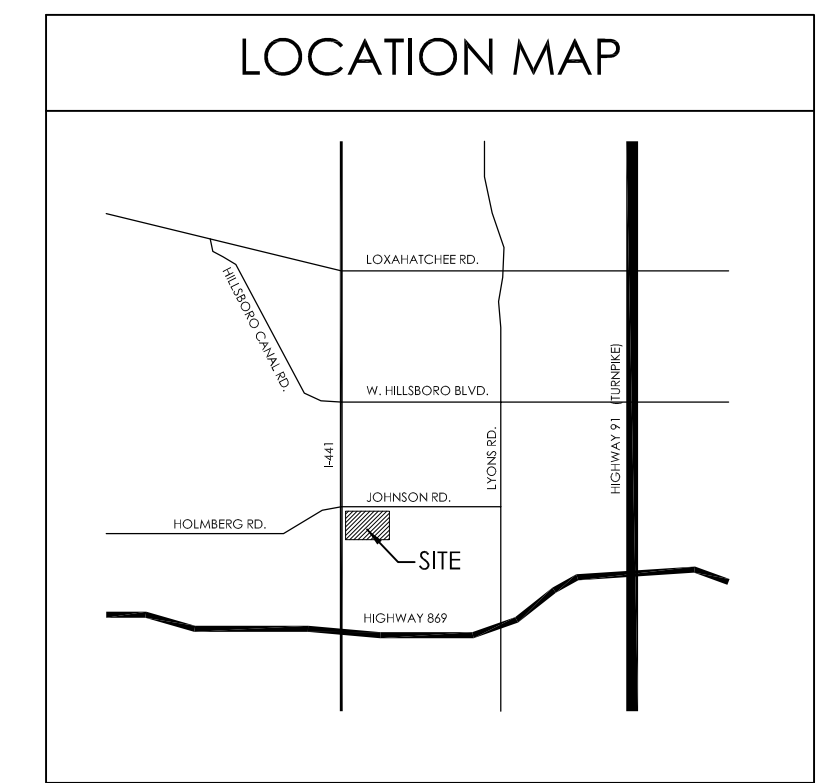 LOCATION MAP
LOXAHATCHEE RD.
HILLSBORO CANAL RD.
W. HILLSBORO BLVD.
HIGHWAY 91 (TURNPIKE)
I-441
LYONS RD.
JOHNSON RD.
HOLMBERG RD.
SITE
HIGHWAY 869